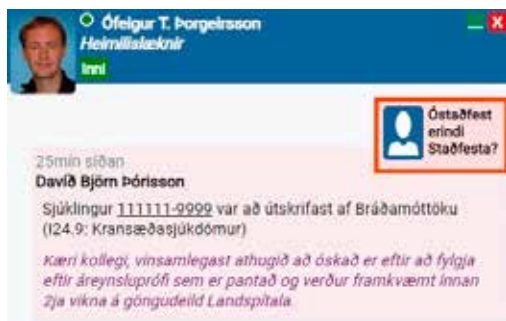 Ófeigur T. Þorgeirsson
Heimilislæknir
Inni
Óstaðfest
erindi
Staðfesta?
25mín síðan
Davíð Björn Þórisson
Sjúklingur 111111-9999 var að útskrifast af Bráðamóttöku
(I24.9: Kransæðasjúkdómur)
Kæri kollegi, vinsamlegast athugið að óskað er eftir að fylgja
eftir áreynsluprófi sem er pantað og verður framkvæmt innan
2ja vikna á göngudeild Landspítala.